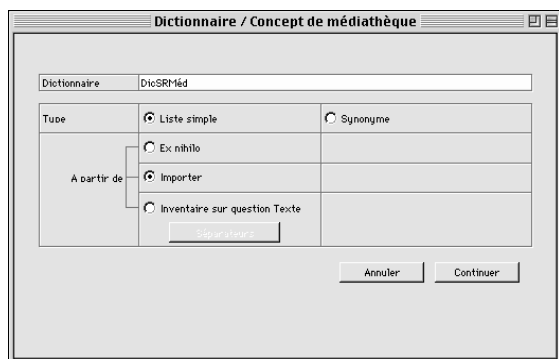 Dictionnaire / Concept de médiathèque
Dictionnaire DicSRMéd
Type Liste simple Synonyme
A partir de
Ex nihilo
Importer
Inventaire sur question Texte
Séparateurs
Annuler Continuer